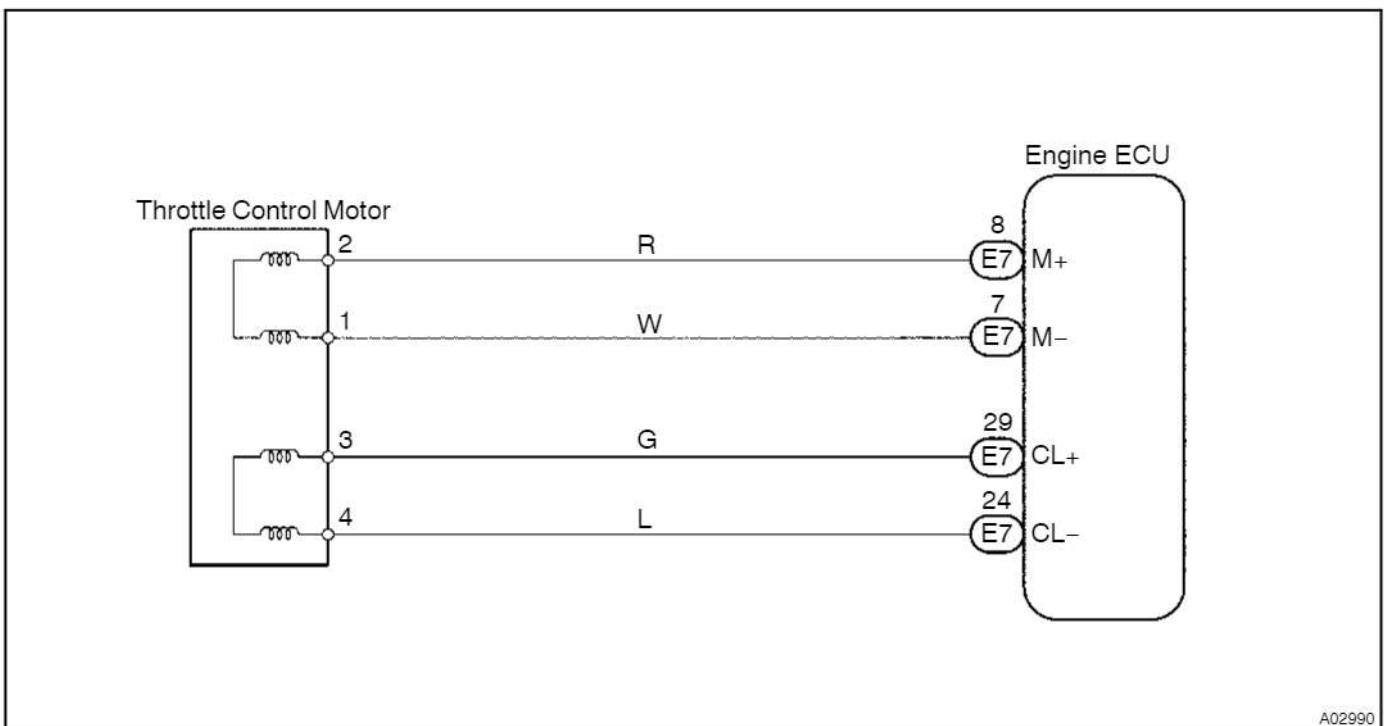 Engine ECU
Throttle Control Motor
2 R 8 E7 M+
1 W 7 E7 M−
3 G 29 E7 CL+
4 L 24 E7 CL−
A02990